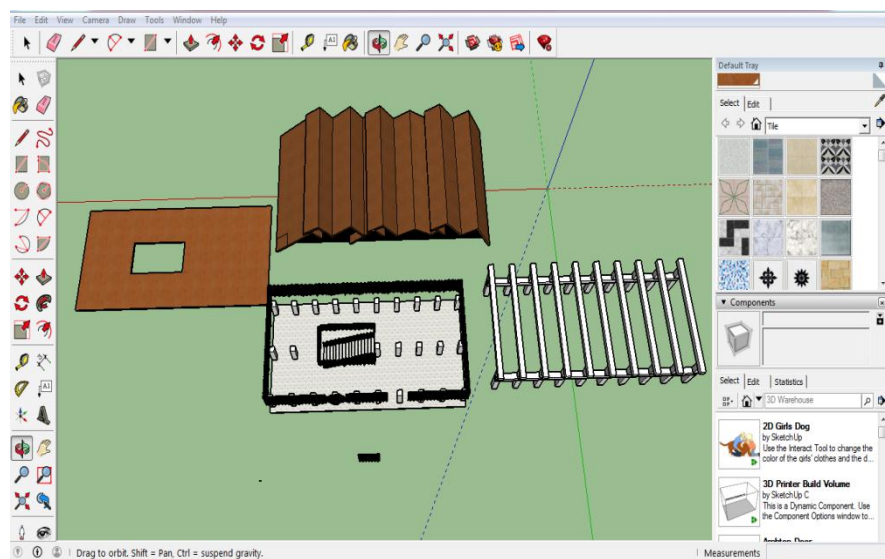 File Edit View Camera Draw Tools Window Help
Default Tray
Select Edit
Tile
Components
Select Edit Statistics
3D Warehouse
2D Girls Dog
by SketchUp
Use the Interact Tool to change
the color of the girls' clothes and the d...
3D Printer Build Volume
by SketchUp C
This is a Dynamic Component. Use
the Component Options window to...
Drag to orbit. Shift = Pan, Ctrl = suspend gravity.
Measurements